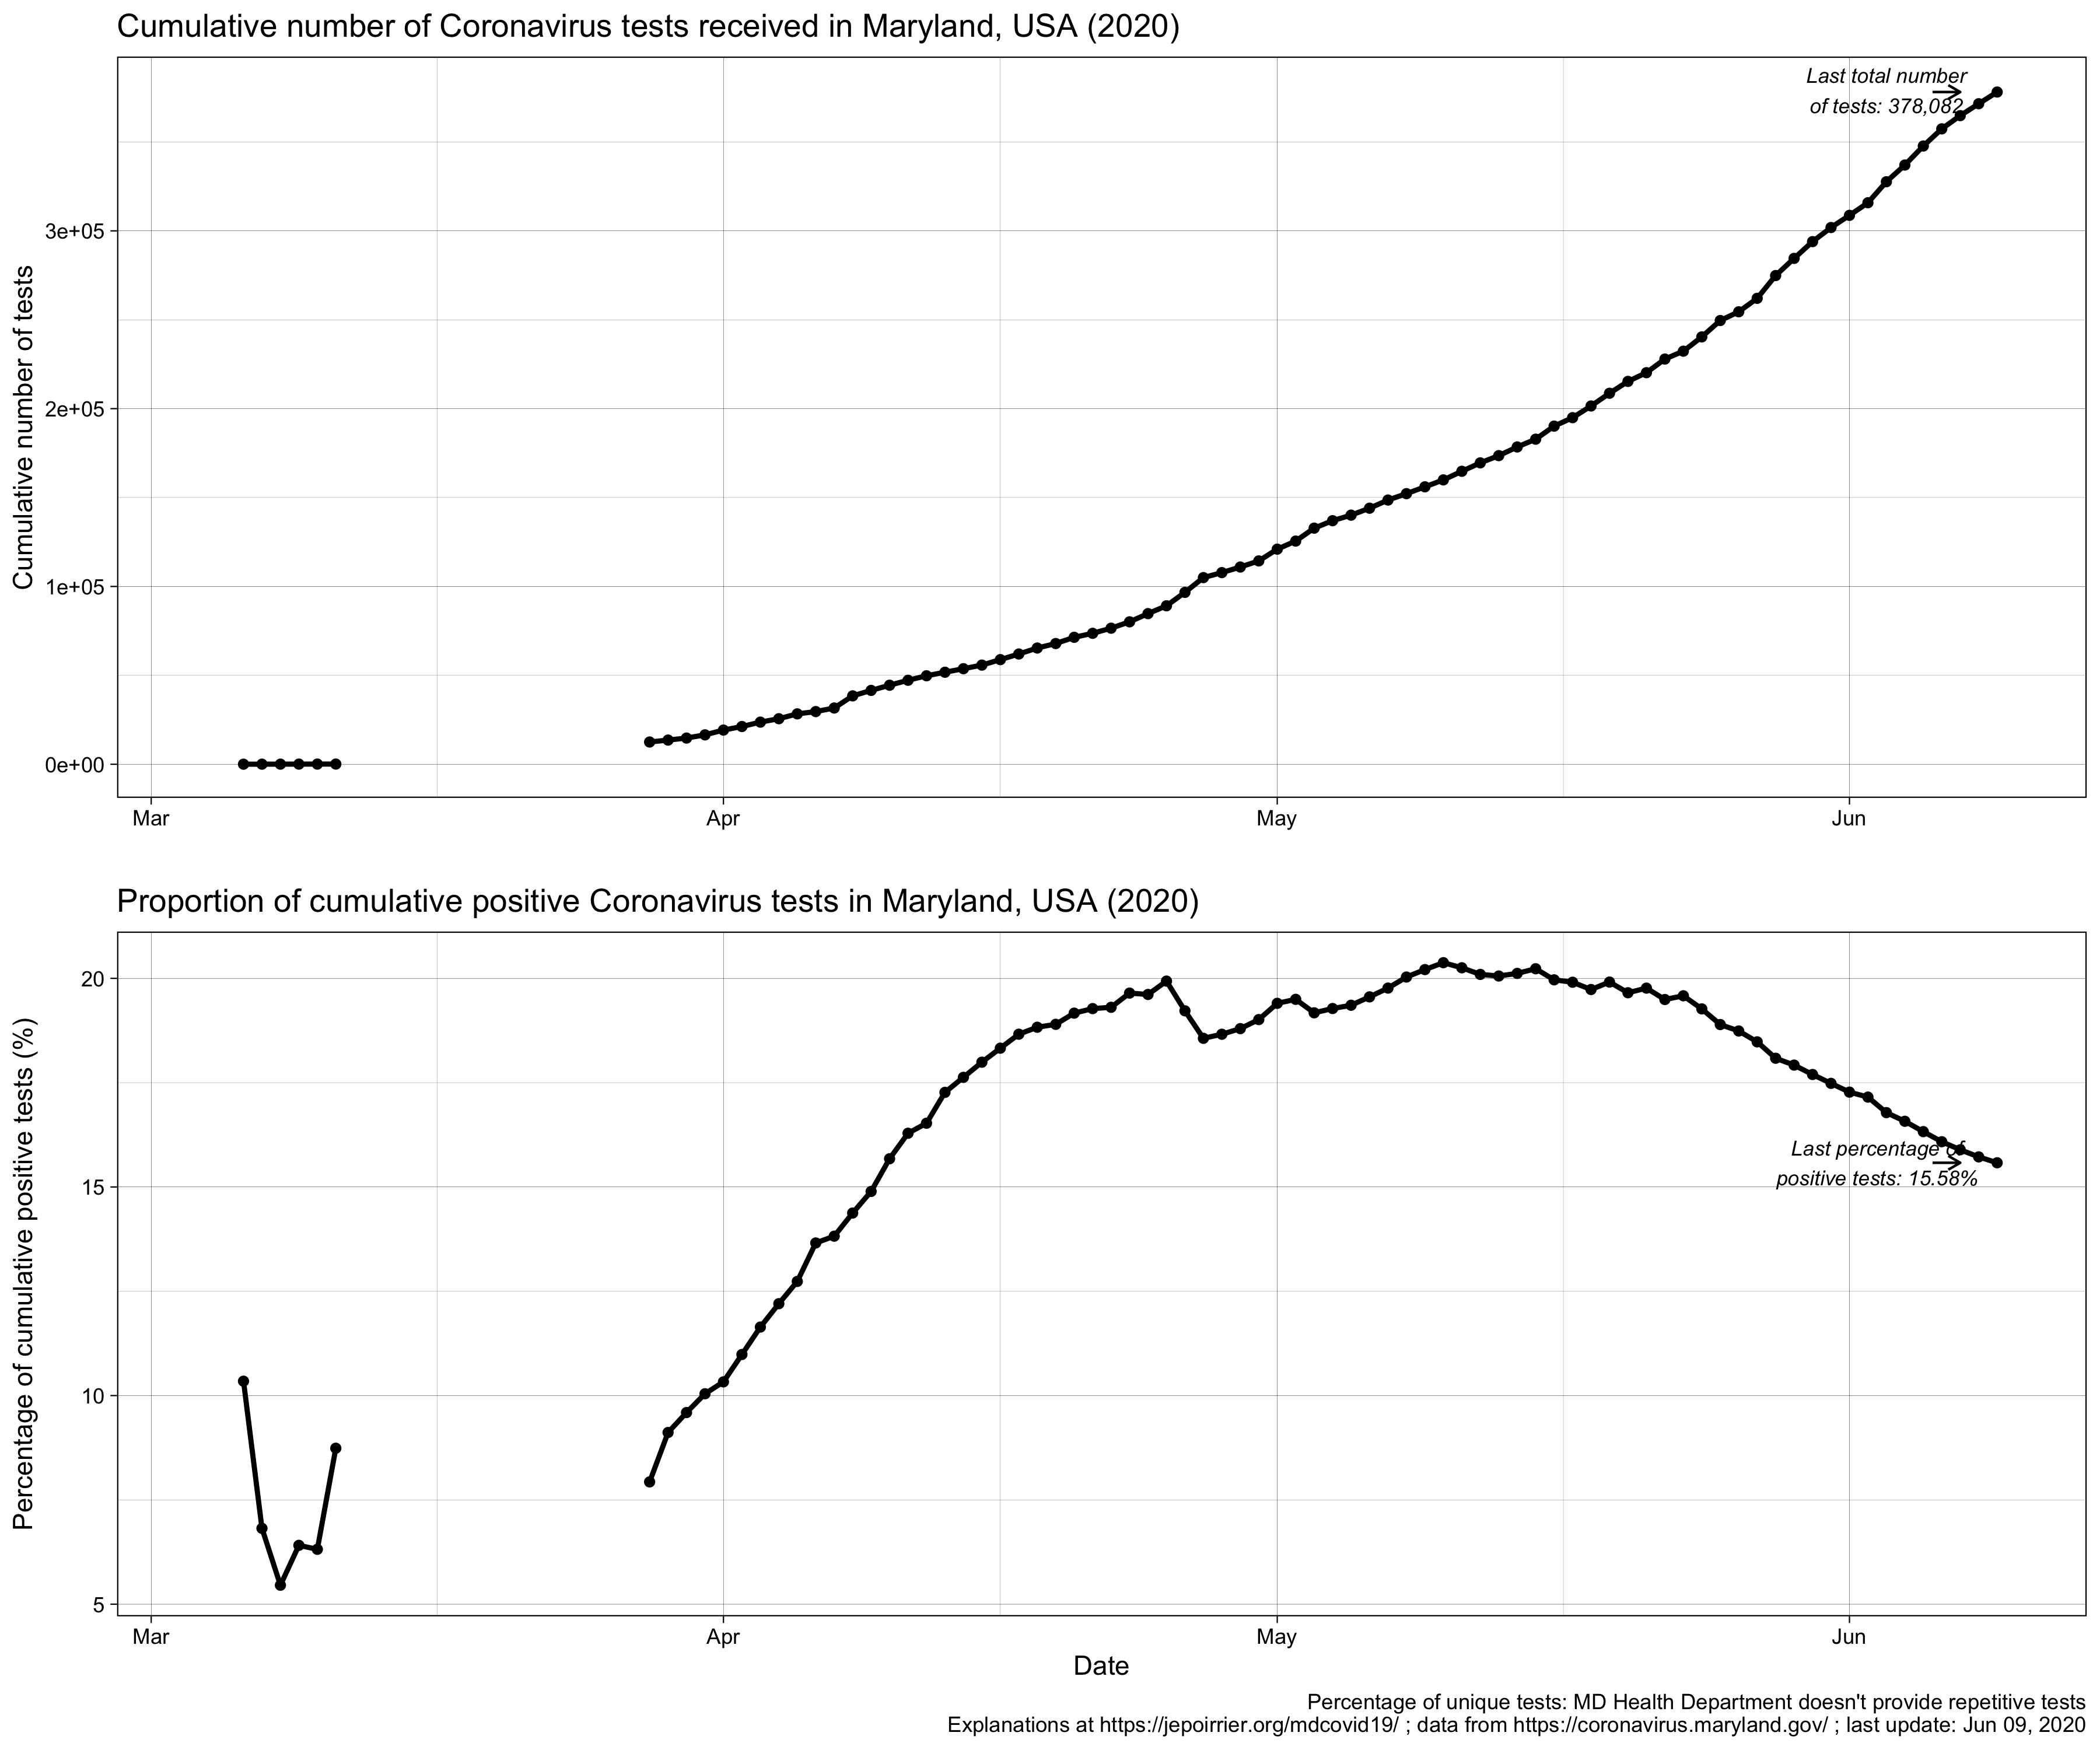 Cumulative number of Coronavirus tests received in Maryland, USA (2020)
Cumulative number of tests
3e+05
2e+05
1e+05
0e+00
Last total number
of tests: 378,082
Mar
Apr
May
Jun
Proportion of cumulative positive Coronavirus tests in Maryland, USA (2020)
Percentage of cumulative positive tests (%)
20
15
10
5
Last percentage of
positive tests: 15.58%
Mar
Apr
May
Jun
Date
Percentage of unique tests: MD Health Department doesn't provide repetitive tests
Explanations at https://jepoirrier.org/mdcovid19/ ; data from https://coronavirus.maryland.gov/ ; last update: Jun 09, 2020